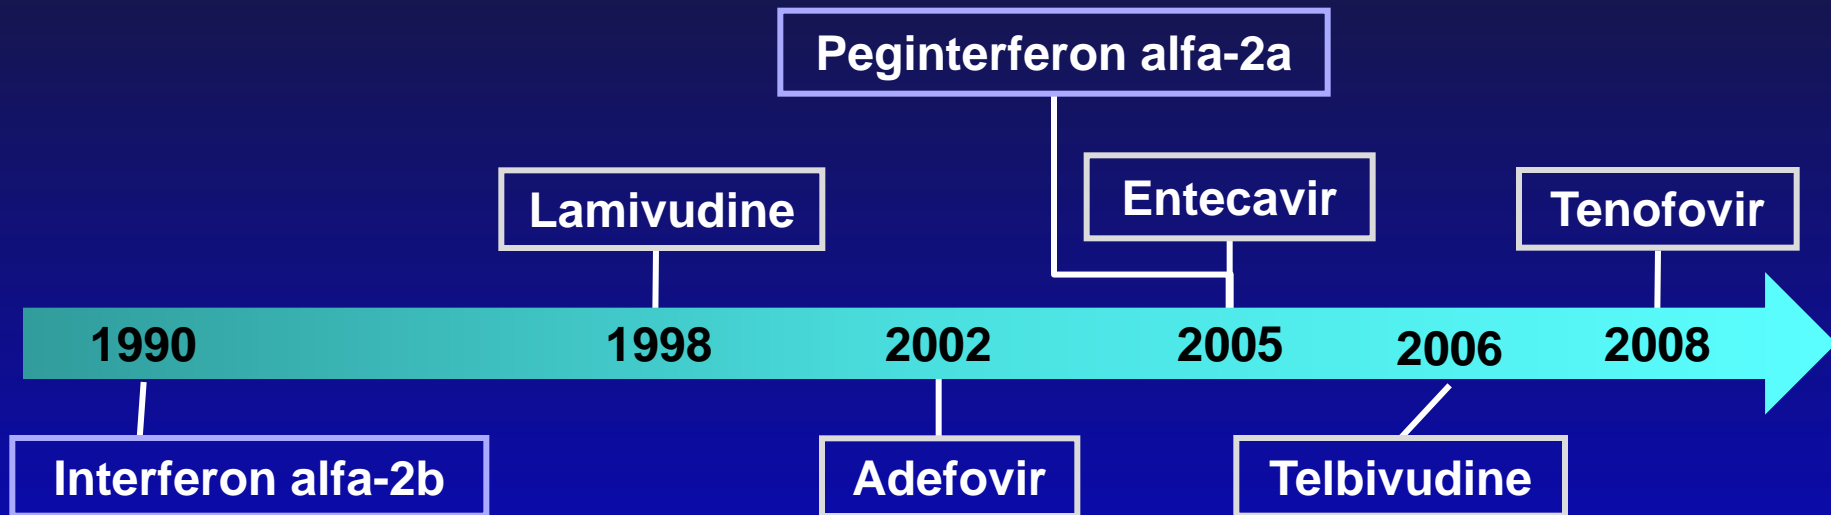 Peginterferon alfa-2a
Lamivudine
Entecavir
Tenofovir
1990
1998
2002
2005
2006
2008
Interferon alfa-2b
Adefovir
Telbivudine